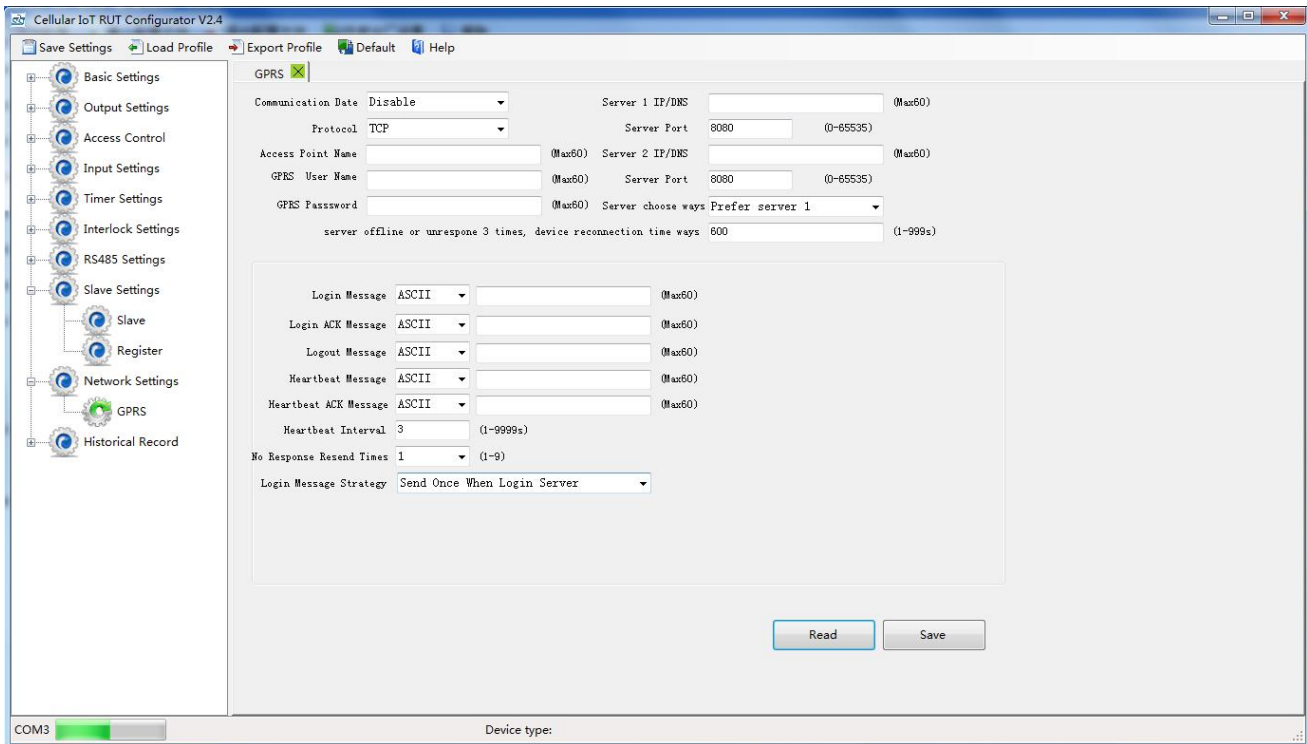 Cellular IoT RUT Configurator V2.4
Save Settings Load Profile Export Profile Default Help
Basic Settings
Output Settings
Access Control
Input Settings
Timer Settings
Interlock Settings
RS485 Settings
Slave Settings
Slave
Register
Network Settings
GPRS
Historical Record
GPRS
Communication Date Disable Server 1 IP/DNS (Max60)
Protocol TCP Server Port 8080 (0-65535)
Access Point Name (Max60) Server 2 IP/DNS (Max60)
GPRS User Name (Max60) Server Port 8080 (0-65535)
GPRS Passsword (Max60) Server choose ways Prefer server 1
server offline or unrespone 3 times, device reconnection time ways 600 (1-999s)
Login Message ASCII (Max60)
Login ACK Message ASCII (Max60)
Logout Message ASCII (Max60)
Heartbeat Message ASCII (Max60)
Heartbeat ACK Message ASCII (Max60)
Heartbeat Interval 3 (1-9999s)
No Response Resend Times 1 (1-9)
Login Message Strategy Send Once When Login Server
Read Save
COM3 Device type: